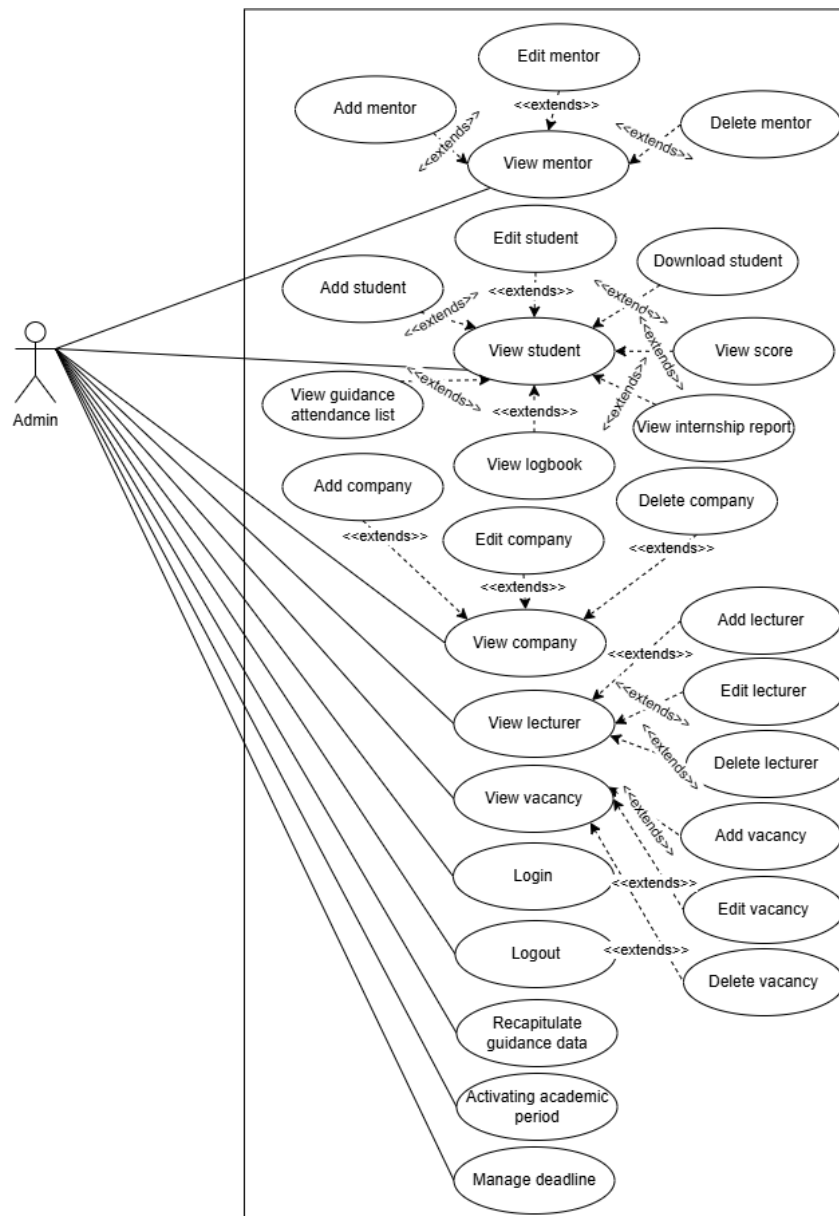 Edit mentor
<<extends>>
Add mentor
<<extends>>
Delete mentor
<<extends>>
View mentor
Edit student
<<extends>>
Download student
<<extends>>
Add student
<<extends>>
View student
View score
<<extends>>
View guidance
attendance list
<<extends>>
<<extends>>
View internship report
<<extends>>
View logbook
Admin
Add company
<<extends>>
Edit company
<<extends>>
Delete company
<<extends>>
View company
Add lecturer
<<extends>>
Edit lecturer
<<extends>>
View lecturer
Delete lecturer
<<extends>>
View vacancy
Add vacancy
<<extends>>
Login
<<extends>>
Edit vacancy
Logout
<<extends>>
Delete vacancy
Recapitulate
guidance data
Activating academic
period
Manage deadline